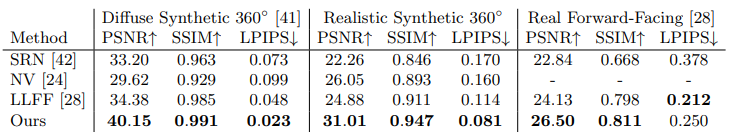 Diffuse Synthetic 360° [41] Realistic Synthetic 360° Real Forward-Facing [28]
Method PSNR↑ SSIM↑ LPIPS↓ PSNR↑ SSIM↑ LPIPS↓ PSNR↑ SSIM↑ LPIPS↓
SRN [42] 33.20 0.963 0.073 22.26 0.846 0.170 22.84 0.668 0.378
NV [24] 29.62 0.929 0.099 26.05 0.893 0.160 - - -
LLFF [28] 34.38 0.985 0.048 24.88 0.911 0.114 24.13 0.798 0.212
Ours 40.15 0.991 0.023 31.01 0.947 0.081 26.50 0.811 0.250